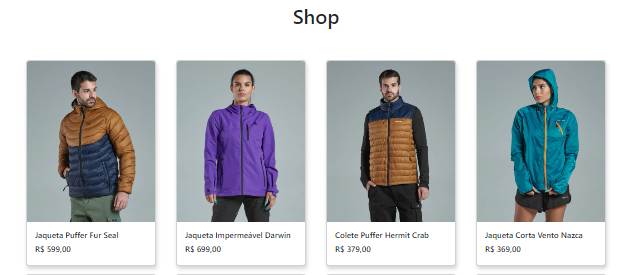 Shop
Jaqueta Puffer Fur Seal
R$ 599,00
Jaqueta Impermeável Darwin
R$ 699,00
Colete Puffer Hermit Crab
R$ 379,00
Jaqueta Corta Vento Nazca
R$ 369,00